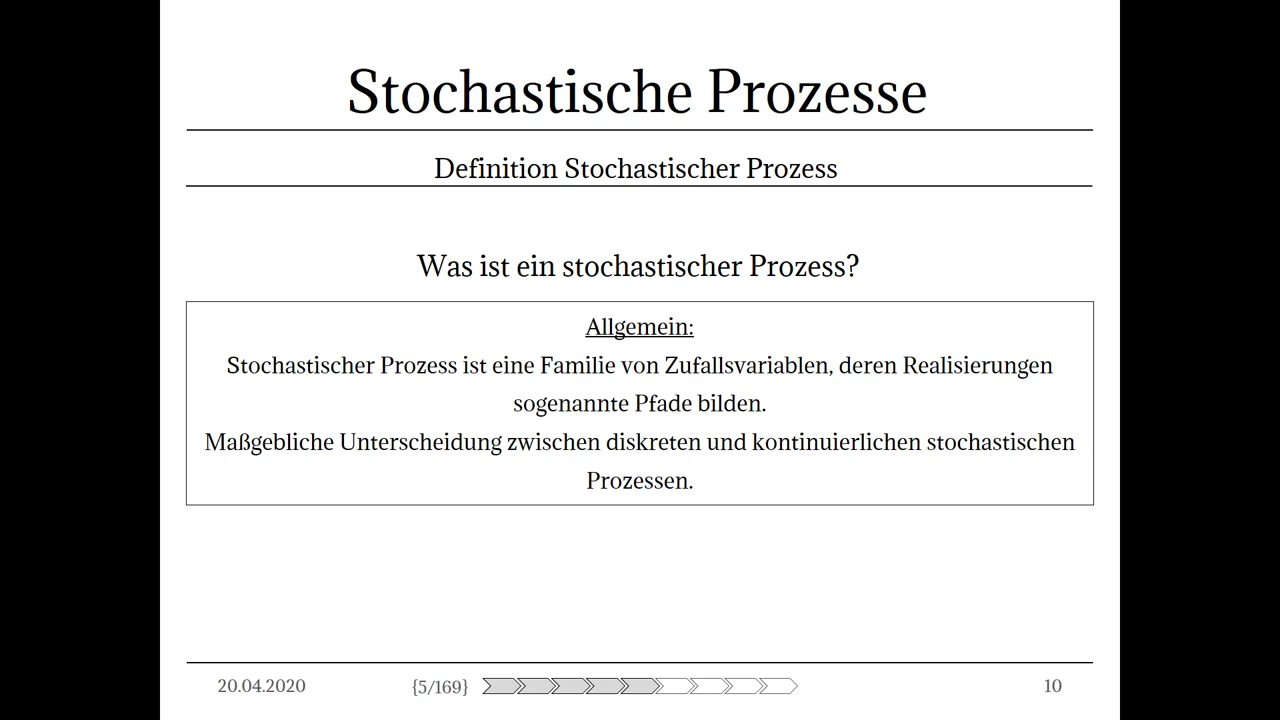 Stochastische Prozesse
Definition Stochastischer Prozess
Was ist ein stochastischer Prozess?
Allgemein:
Stochastischer Prozess ist eine Familie von Zufallsvariablen, deren Realisierungen
sogenannte Pfade bilden.
Maßgebliche Unterscheidung zwischen diskreten und kontinuierlichen stochastischen
Prozessen.
20.04.2020 {5/169} 10